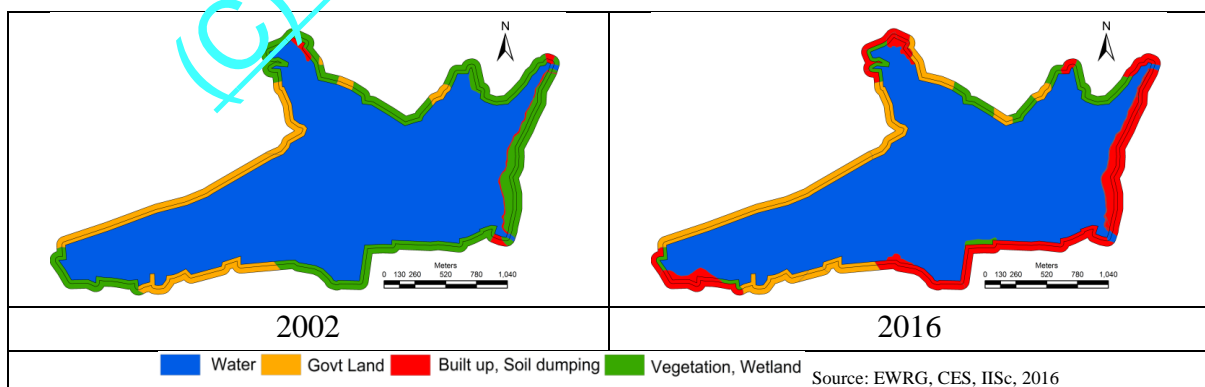 N
Meters
0 130 260 520 780 1,040
N
Meters
0 130 260 520 780 1,040
2002
2016
Water Govt Land Built up, Soil dumping Vegetation, Wetland
Source: EWRG, CES, IISc, 2016